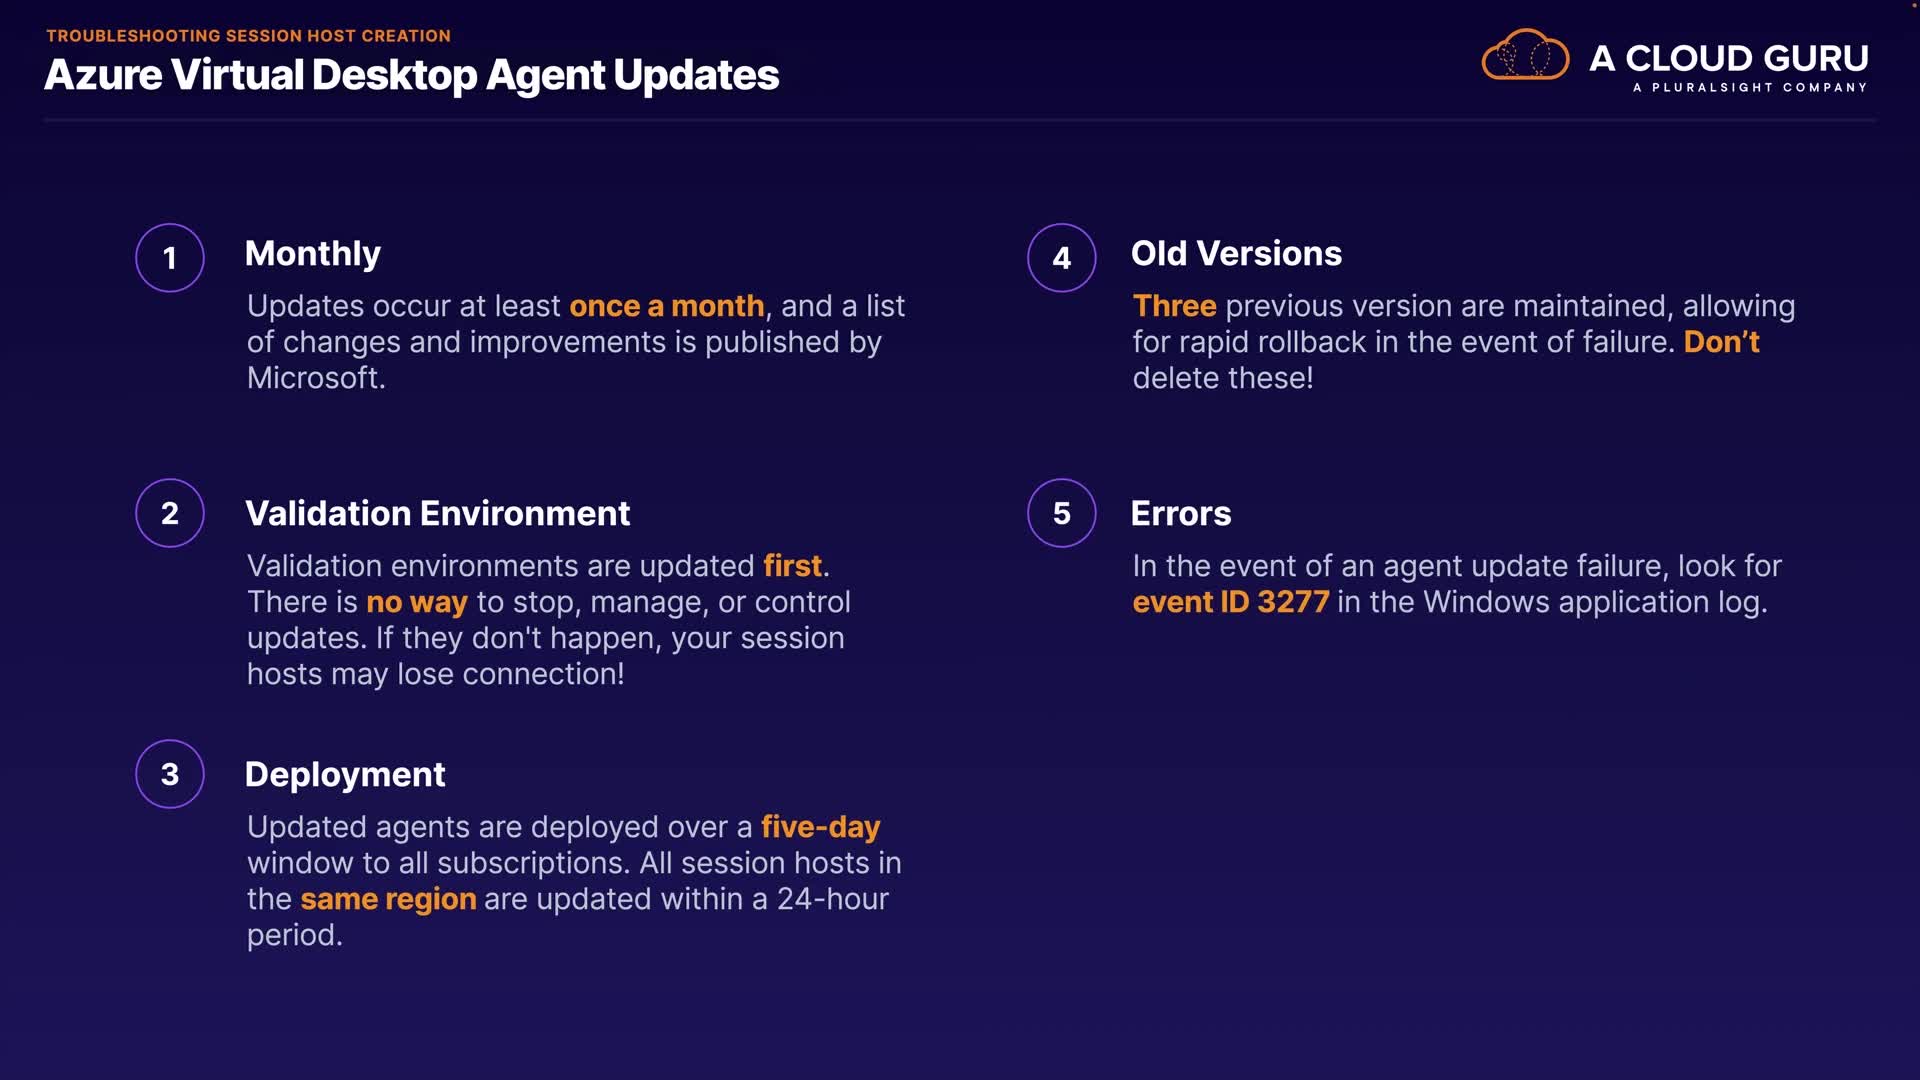 TROUBLESHOOTING SESSION HOST CREATION
Azure Virtual Desktop Agent Updates
A CLOUD GURU
A PLURALSIGHT COMPANY
1
Monthly
Updates occur at least once a month, and a list
of changes and improvements is published by
Microsoft.
2
Validation Environment
Validation environments are updated first.
There is no way to stop, manage, or control
updates. If they don't happen, your session
hosts may lose connection!
3
Deployment
Updated agents are deployed over a five-day
window to all subscriptions. All session hosts in
the same region are updated within a 24-hour
period.
4
Old Versions
Three previous version are maintained, allowing
for rapid rollback in the event of failure. Don’t
delete these!
5
Errors
In the event of an agent update failure, look for
event ID 3277 in the Windows application log.